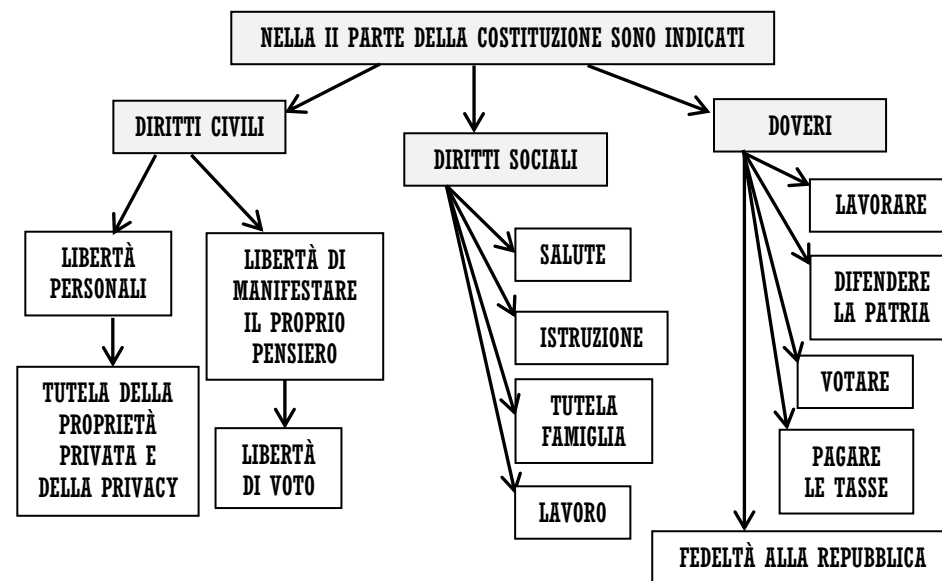 NELLA II PARTE DELLA COSTITUZIONE SONO INDICATI
DIRITTI CIVILI
LIBERTÀ
PERSONALI
TUTELA DELLA
PROPRIETÀ
PRIVATA E
DELLA PRIVACY
LIBERTÀ DI
MANIFESTARE
IL PROPRIO
PENSIERO
LIBERTÀ
DI VOTO
DIRITTI SOCIALI
SALUTE
ISTRUZIONE
TUTELA
FAMIGLIA
LAVORO
DOVERI
LAVORARE
DIFENDERE
LA PATRIA
VOTARE
PAGARE
LE TASSE
FEDELTÀ ALLA REPUBBLICA